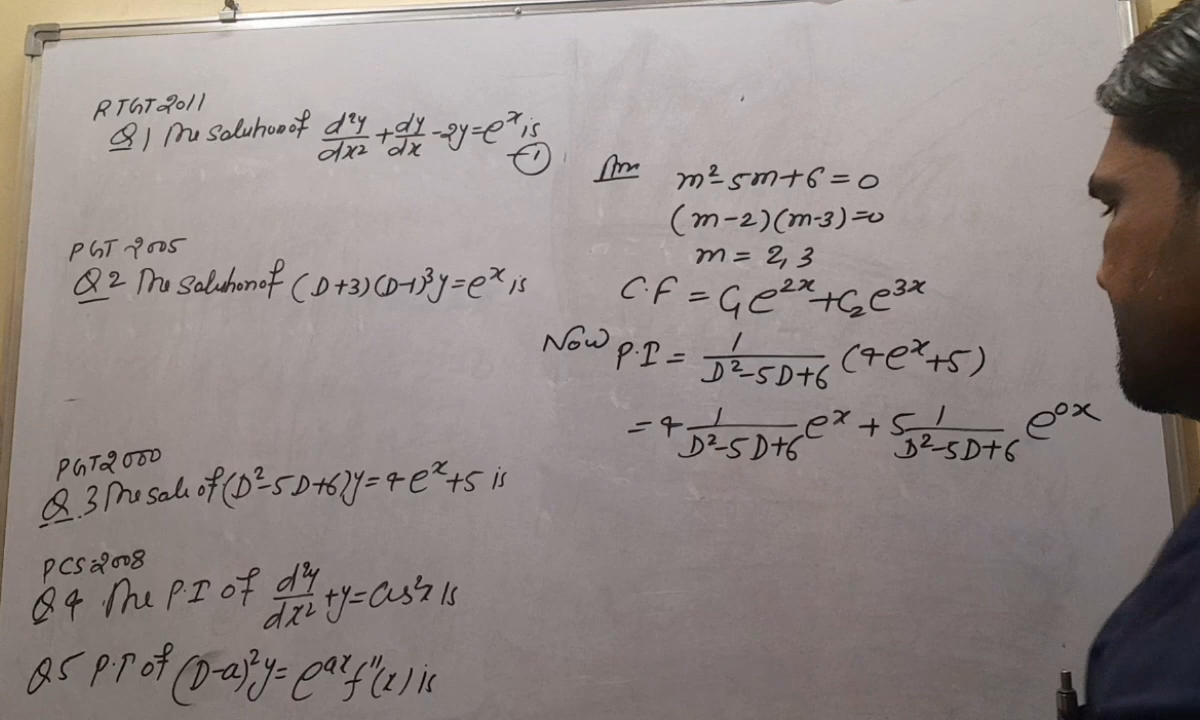 RTGT 2011
Q1 The solution of d²y/dx² + dy/dx - 2y = eˣ is
①
PGT 2005
Q2 The solution of (D+3)(D-1)³y = eˣ is
PGT 2000
Q.3 The sol. of (D²-5D+6)y = 4eˣ+5 is
PCS-2008
Q4 The P.I of d²y/dx² + y = cos²x is
Q5 P.I of (D-a)²y = eᵃˣf''(x) is
Ans m²-5m+6=0
(m-2)(m-3)=0
m = 2, 3
C.F = C₁e²ˣ + C₂e³ˣ
Now P.I = 1/(D²-5D+6) (4eˣ+5)
= 4 1/(D²-5D+6) eˣ + 5 1/(D²-5D+6) e⁰ˣ